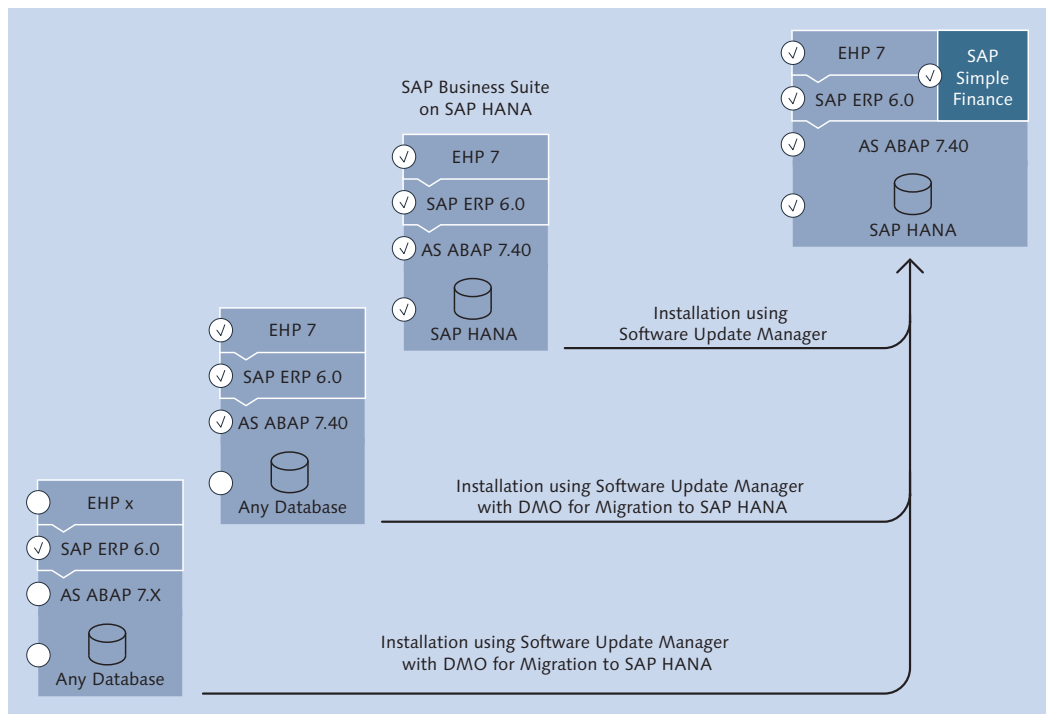 EHP 7
SAP
Simple
Finance
SAP ERP 6.0
AS ABAP 7.40
SAP HANA
SAP Business Suite
on SAP HANA
EHP 7
SAP ERP 6.0
AS ABAP 7.40
SAP HANA
Installation using
Software Update Manager
EHP 7
SAP ERP 6.0
AS ABAP 7.40
Any Database
Installation using Software Update Manager
with DMO for Migration to SAP HANA
EHP x
SAP ERP 6.0
AS ABAP 7.X
Any Database
Installation using Software Update Manager
with DMO for Migration to SAP HANA